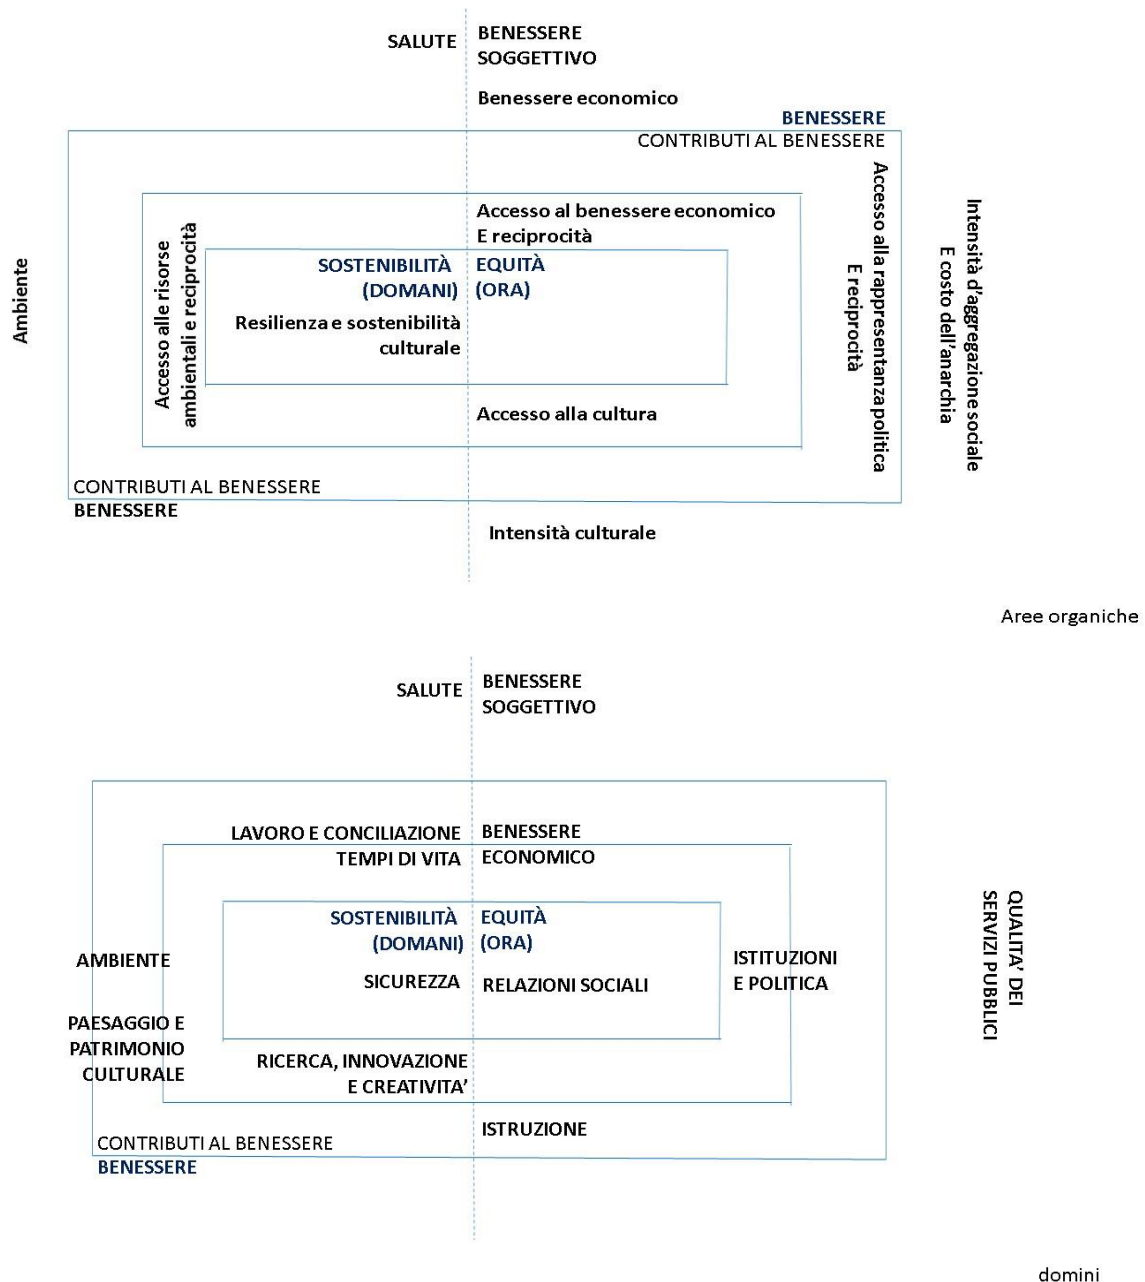 SALUTE
BENESSERE
SOGGETTIVO
Benessere economico
BENESSERE
CONTRIBUTI AL BENESSERE
Accesso al benessere economico
E reciprocità
Ambiente
Accesso alle risorse
ambientali e reciprocità
SOSTENIBILITÀ
(DOMANI)
EQUITÀ
(ORA)
Resilienza e sostenibilità
culturale
Accesso alla rappresentanza politica
E reciprocità
Intensità d'aggregazione sociale
E costo dell'anarchia
Accesso alla cultura
CONTRIBUTI AL BENESSERE
BENESSERE
Intensità culturale
Aree organiche
SALUTE
BENESSERE
SOGGETTIVO
LAVORO E CONCILIAZIONE
TEMPI DI VITA
BENESSERE
ECONOMICO
SOSTENIBILITÀ
(DOMANI)
EQUITÀ
(ORA)
SICUREZZA
RELAZIONI SOCIALI
AMBIENTE
ISTITUZIONI
E POLITICA
QUALITA' DEI
SERVIZI PUBBLICI
PAESAGGIO E
PATRIMONIO
CULTURALE
RICERCA, INNOVAZIONE
E CREATIVITA'
ISTRUZIONE
CONTRIBUTI AL BENESSERE
BENESSERE
domini